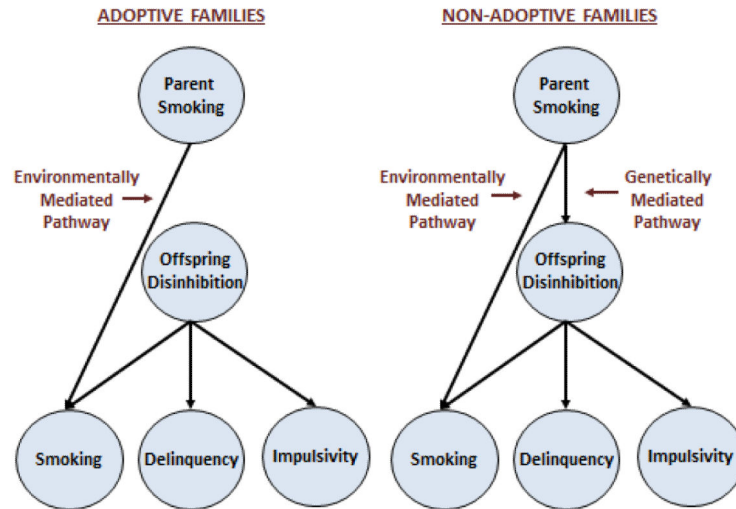 ADOPTIVE FAMILIES
Parent
Smoking
Environmentally
Mediated
Pathway
Offspring
Disinhibition
Smoking
Delinquency
Impulsivity
NON-ADOPTIVE FAMILIES
Parent
Smoking
Environmentally
Mediated
Pathway
Genetically
Mediated
Pathway
Offspring
Disinhibition
Smoking
Delinquency
Impulsivity